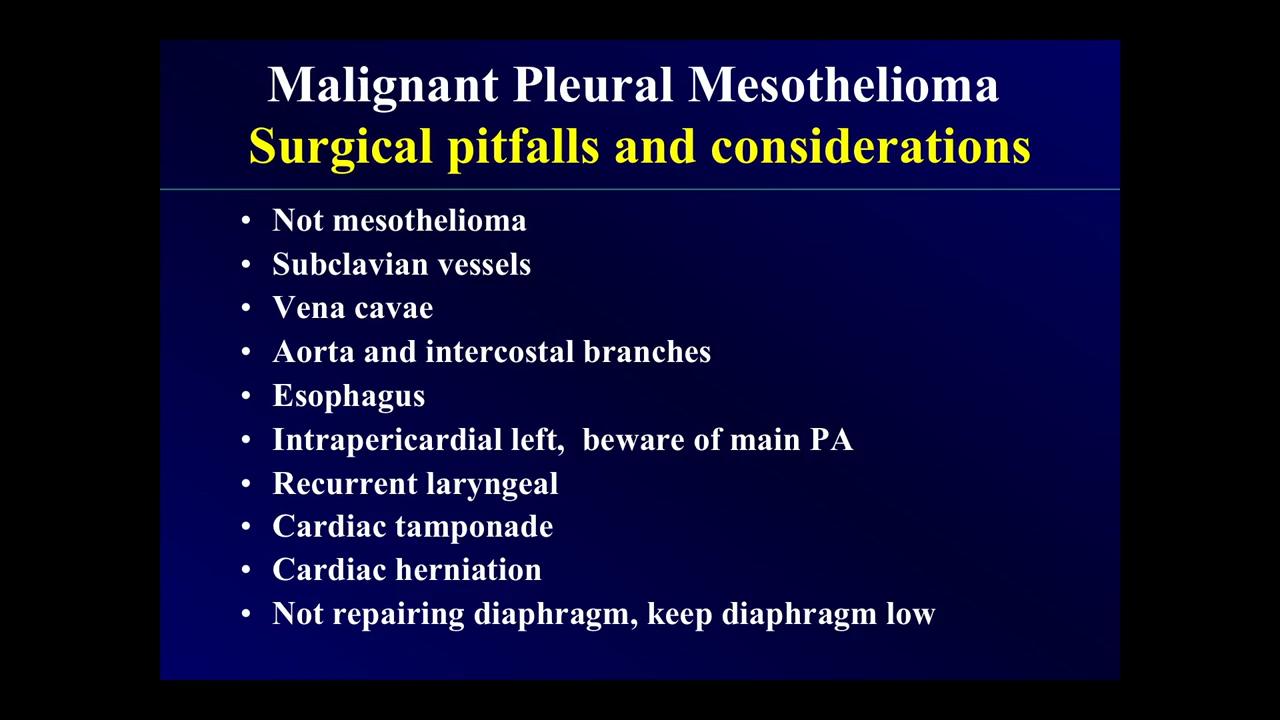 Malignant Pleural Mesothelioma
Surgical pitfalls and considerations
• Not mesothelioma
• Subclavian vessels
• Vena cavae
• Aorta and intercostal branches
• Esophagus
• Intrapericardial left,  beware of main PA
• Recurrent laryngeal
• Cardiac tamponade
• Cardiac herniation
• Not repairing diaphragm, keep diaphragm low